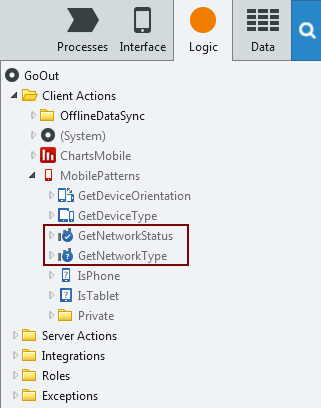 Processes Interface Logic Data
GoOut
Client Actions
OfflineDataSync
(System)
ChartsMobile
MobilePatterns
GetDeviceOrientation
GetDeviceType
GetNetworkStatus
GetNetworkType
IsPhone
IsTablet
Private
Server Actions
Integrations
Roles
Exceptions